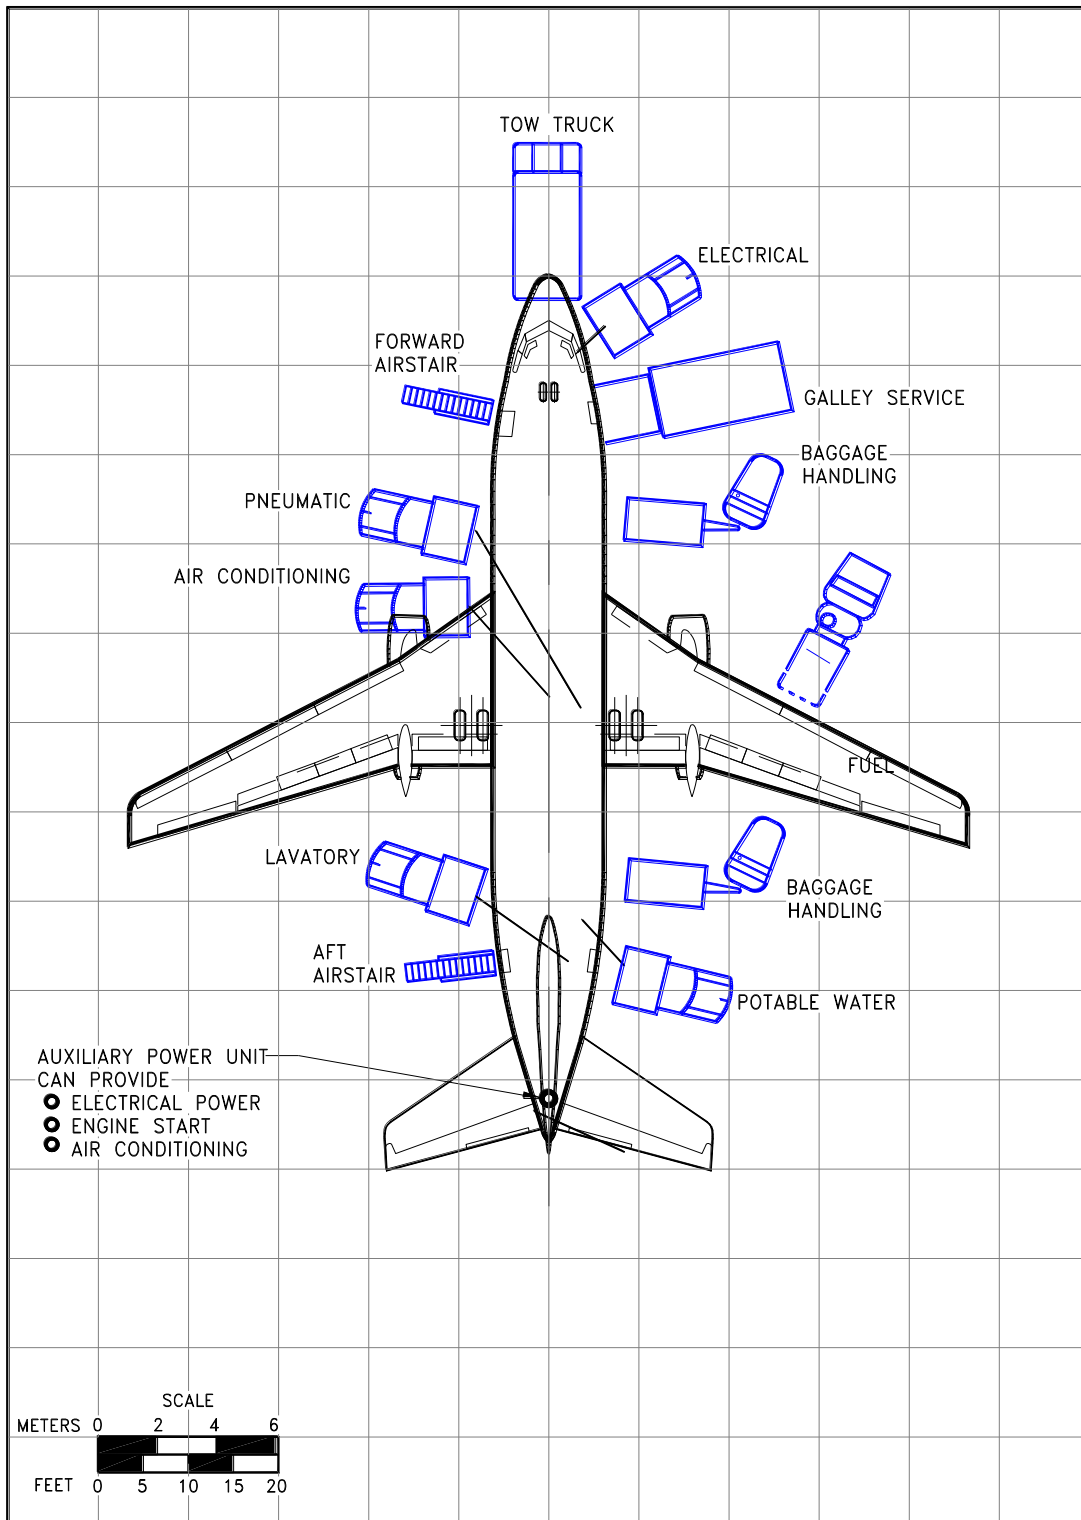 TOW TRUCK
ELECTRICAL
FORWARD
AIRSTAIR
GALLEY SERVICE
BAGGAGE
HANDLING
PNEUMATIC
AIR CONDITIONING
FUEL
LAVATORY
BAGGAGE
HANDLING
AFT
AIRSTAIR
POTABLE WATER
AUXILIARY POWER UNIT
CAN PROVIDE
ELECTRICAL POWER
ENGINE START
AIR CONDITIONING
SCALE
METERS 0 2 4 6
FEET 0 5 10 15 20